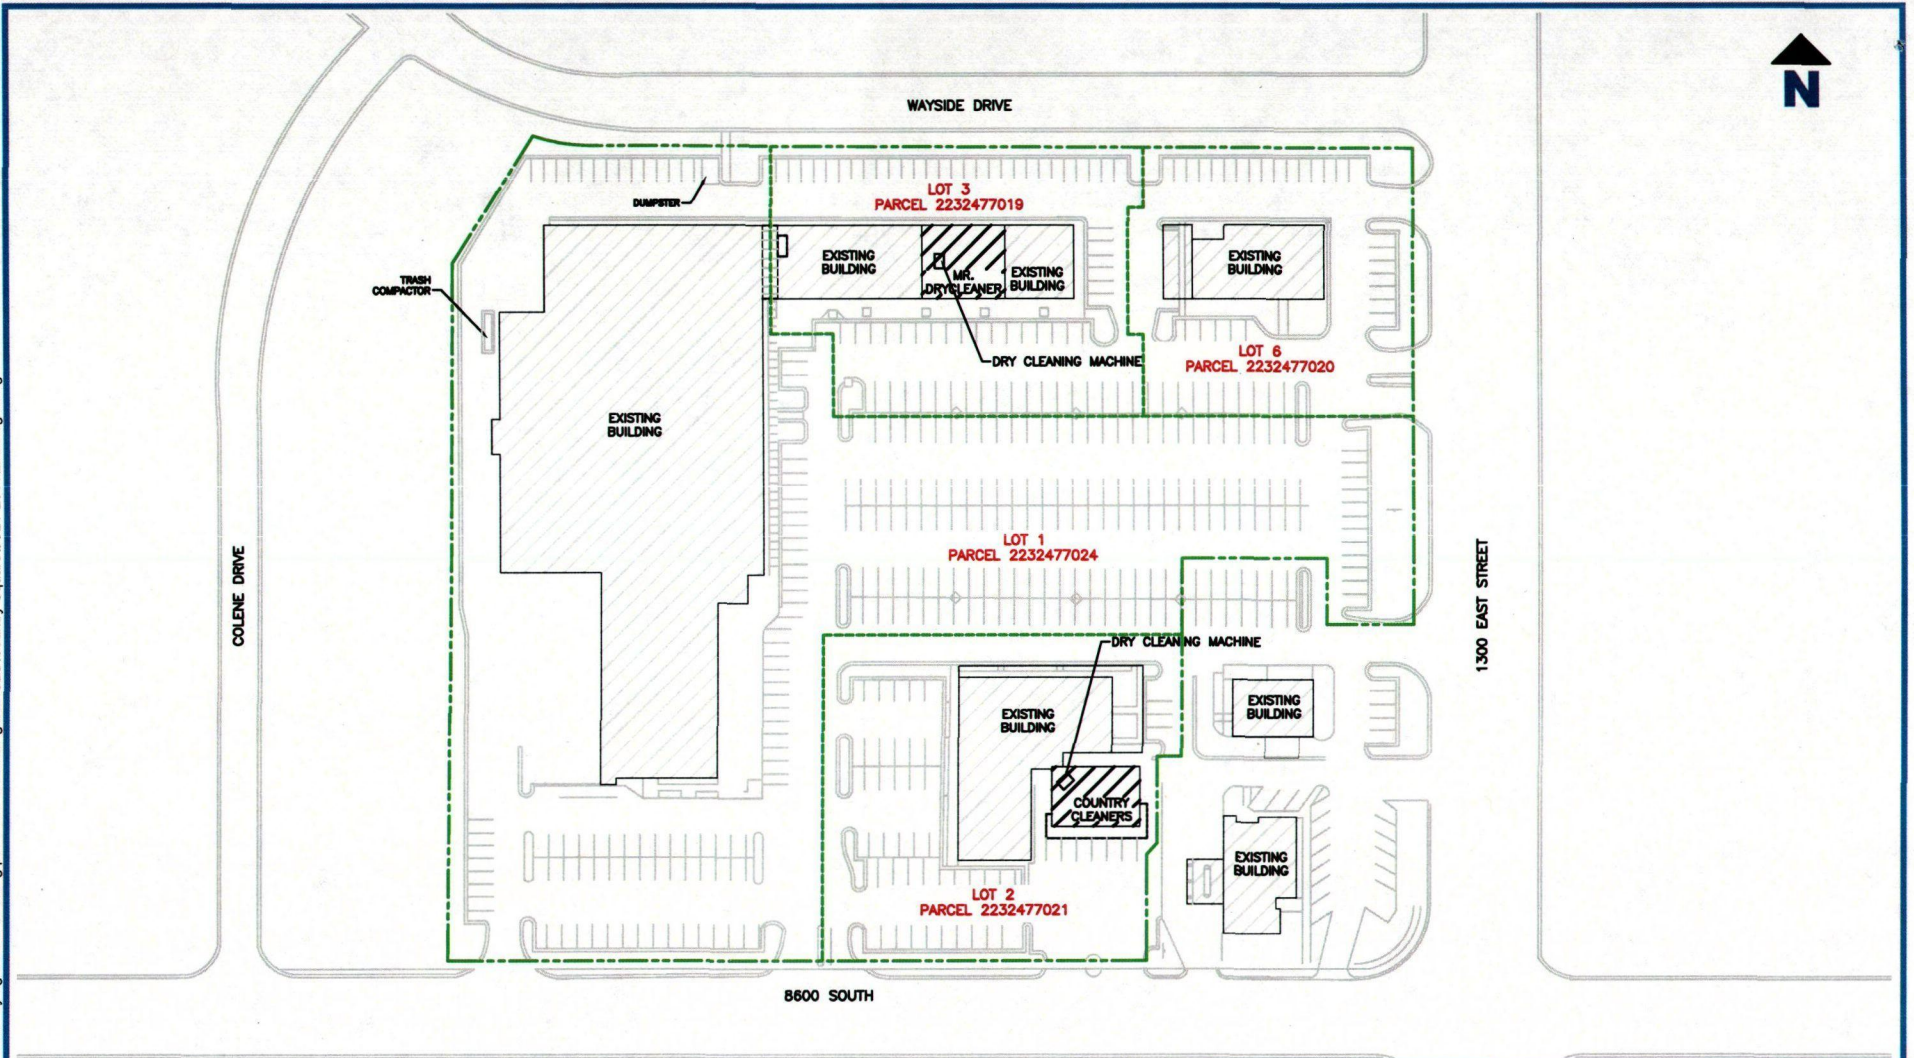 N
WAYSIDE DRIVE
LOT 3
PARCEL 2232477019
DUMPSTER
EXISTING
BUILDING
MR.
DRYCLEANER
EXISTING
BUILDING
EXISTING
BUILDING
TRASH
COMPACTOR
DRY CLEANING MACHINE
LOT 6
PARCEL 2232477020
EXISTING
BUILDING
LOT 1
PARCEL 2232477024
COLENE DRIVE
1300 EAST STREET
DRY CLEANING MACHINE
EXISTING
BUILDING
EXISTING
BUILDING
COUNTRY
CLEANERS
EXISTING
BUILDING
LOT 2
PARCEL 2232477021
8600 SOUTH